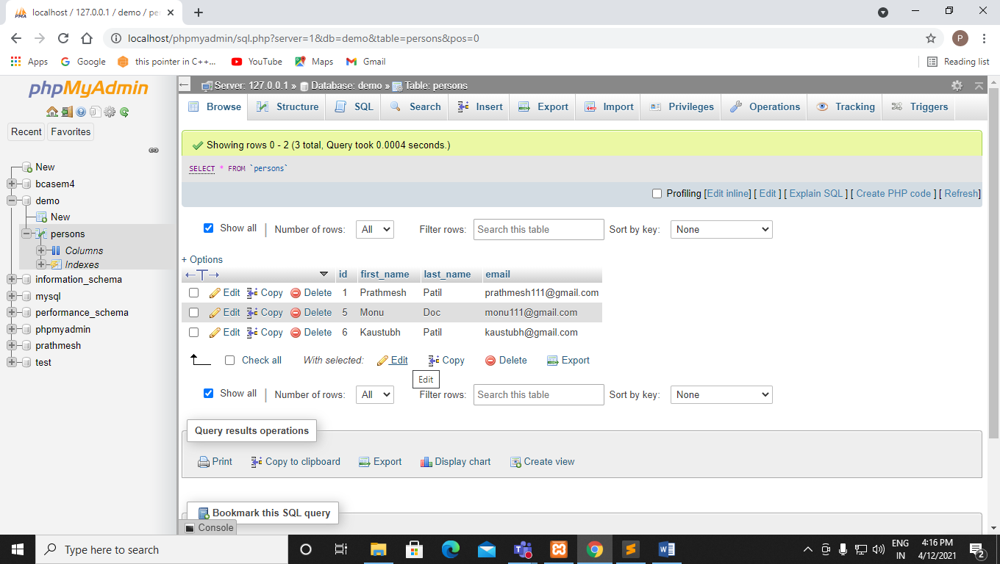 localhost / 127.0.0.1 / demo / pe
localhost/phpmyadmin/sql.php?server=1&db=demo&table=persons&pos=0
P
Apps Google this pointer in C++... YouTube Maps Gmail Reading list
phpMyAdmin
Recent Favorites
New
bcasem4
demo
New
persons
Columns
Indexes
information_schema
mysql
performance_schema
phpmyadmin
prathmesh
test
Server: 127.0.0.1 » Database: demo » Table: persons
Browse Structure SQL Search Insert Export Import Privileges Operations Tracking Triggers
Showing rows 0 - 2 (3 total, Query took 0.0004 seconds.)
SELECT * FROM `persons`
Profiling [Edit inline] [ Edit ] [ Explain SQL ] [ Create PHP code ] [ Refresh]
Show all | Number of rows: All Filter rows: Search this table Sort by key: None
+ Options
←T→ id first_name last_name email
Edit Copy Delete 1 Prathmesh Patil prathmesh111@gmail.com
Edit Copy Delete 5 Monu Doc monu111@gmail.com
Edit Copy Delete 6 Kaustubh Patil kaustubh@gmail.com
Check all With selected: Edit Copy Delete Export
Edit
Show all | Number of rows: All Filter rows: Search this table Sort by key: None
Query results operations
Print Copy to clipboard Export Display chart Create view
Bookmark this SQL query
Console
Type here to search
ENG
IN
4:16 PM
4/12/2021
2